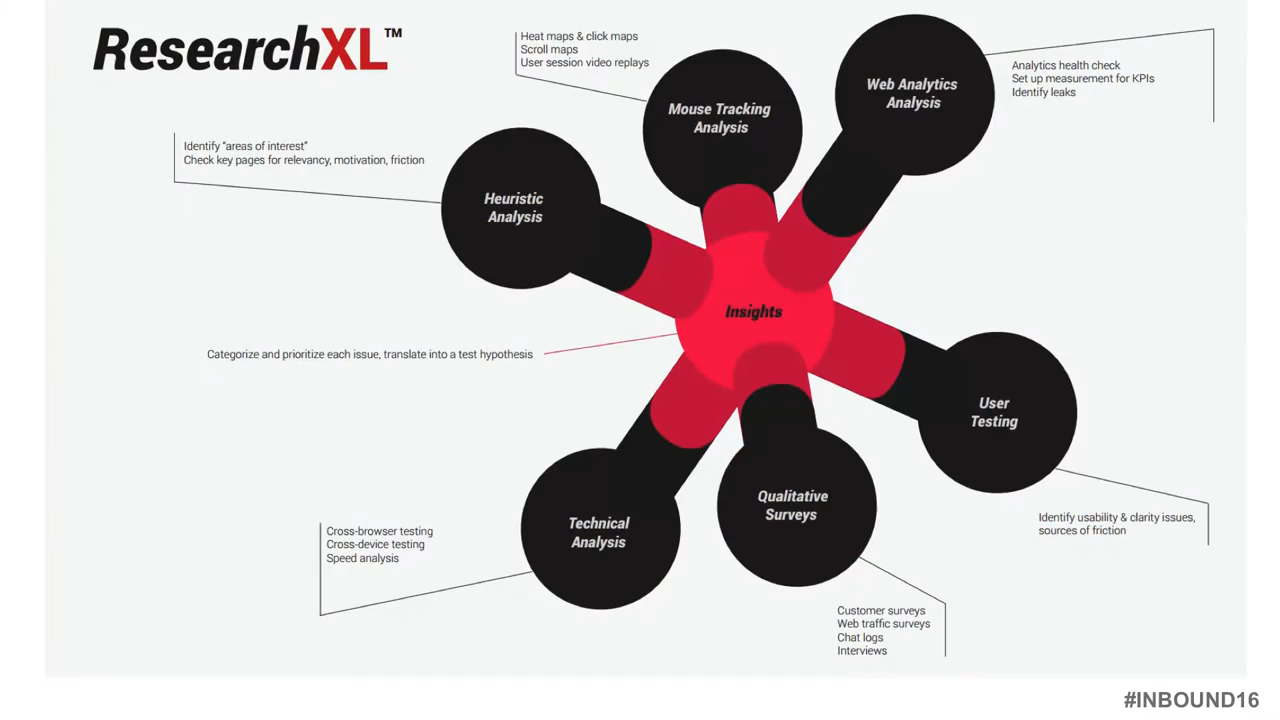 ResearchXL™
Heat maps & click maps
Scroll maps
User session video replays
Mouse Tracking
Analysis
Web Analytics
Analysis
Analytics health check
Set up measurement for KPIs
Identify leaks
Identify “areas of interest”
Check key pages for relevancy, motivation, friction
Heuristic
Analysis
Insights
Categorize and prioritize each issue, translate into a test hypothesis
User
Testing
Identify usability & clarity issues,
sources of friction
Qualitative
Surveys
Customer surveys
Web traffic surveys
Chat logs
Interviews
Technical
Analysis
Cross-browser testing
Cross-device testing
Speed analysis
#INBOUND16